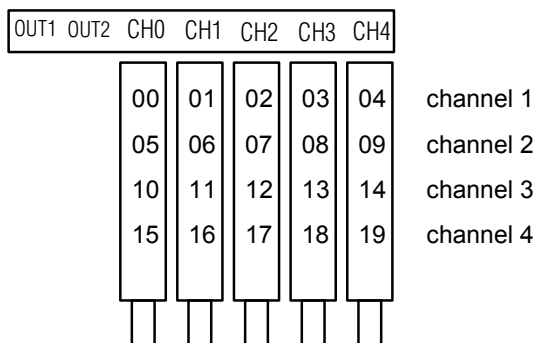 OUT1 OUT2 CH0 CH1 CH2 CH3 CH4
00 01 02 03 04 channel 1
05 06 07 08 09 channel 2
10 11 12 13 14 channel 3
15 16 17 18 19 channel 4